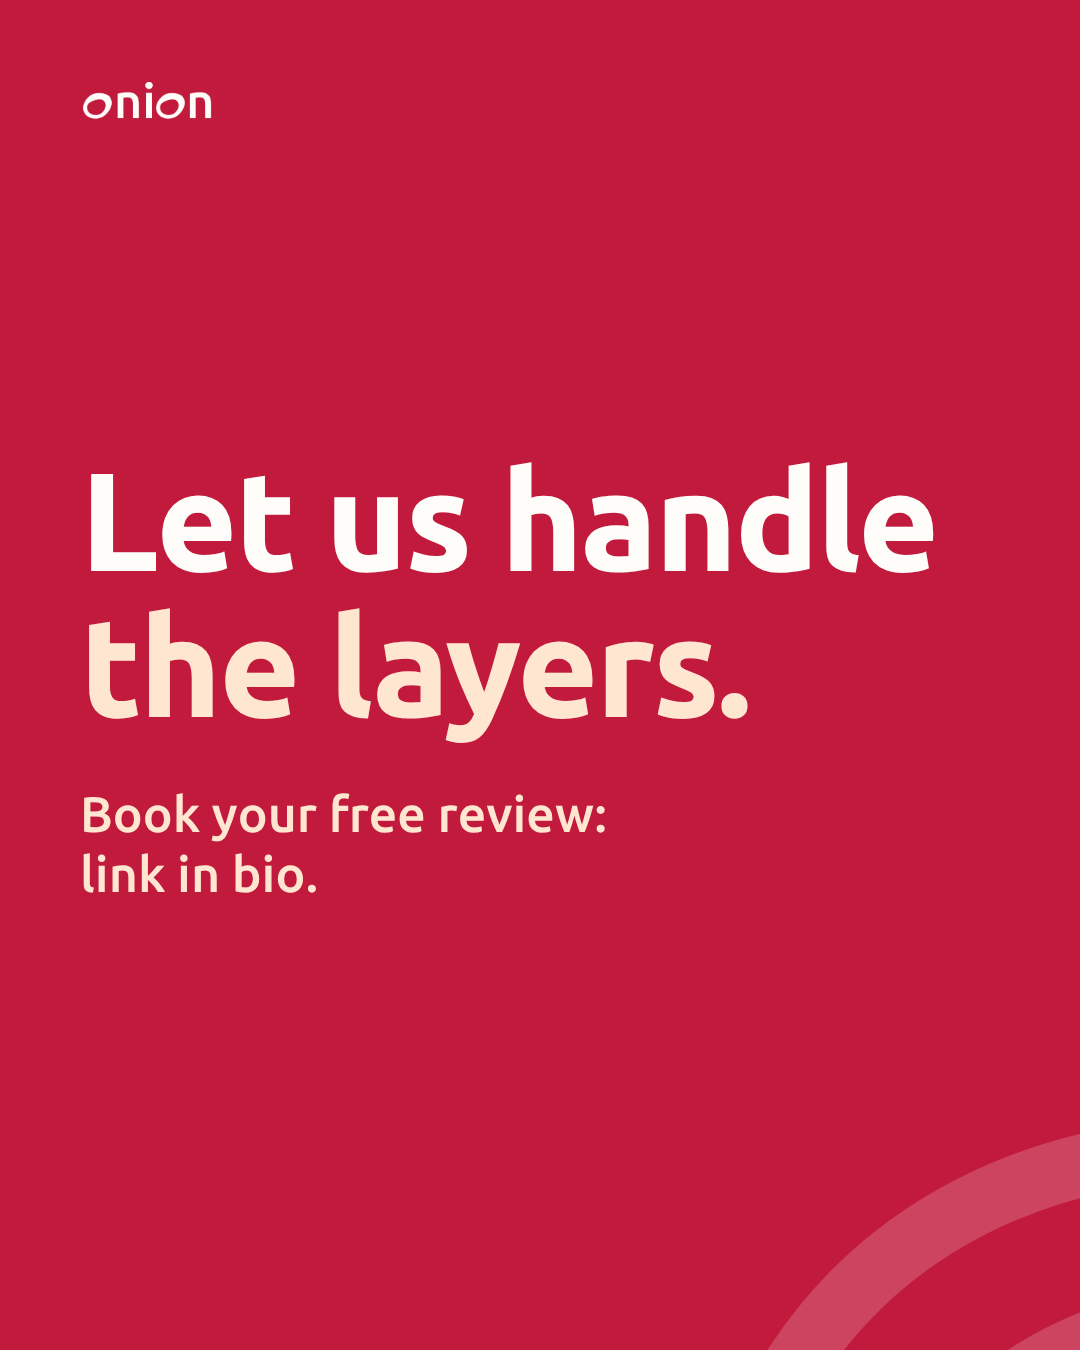 onion
Let us handle
the layers.
Book your free review:
link in bio.